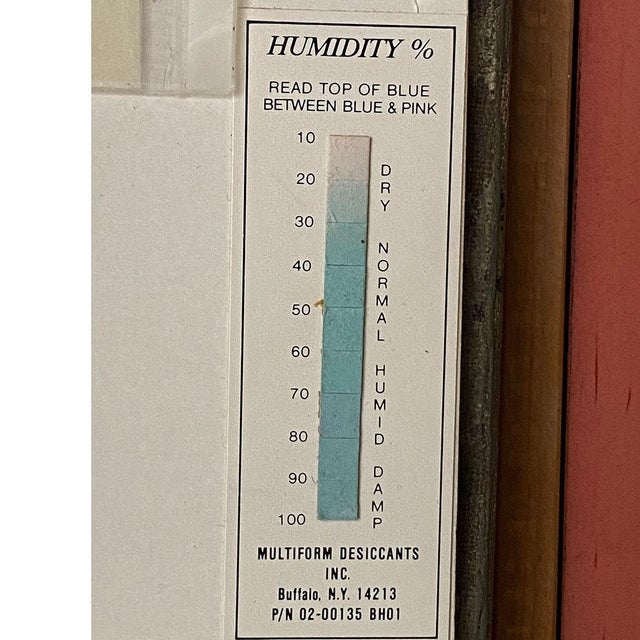 HUMIDITY %
READ TOP OF BLUE
BETWEEN BLUE & PINK
10
20
30
40
50
60
70
80
90
100
DRY
NORMAL
HUMID
DAMP
MULTIFORM DESICCANTS
INC.
Buffalo, N.Y. 14213
P/N 02-00135 BH01